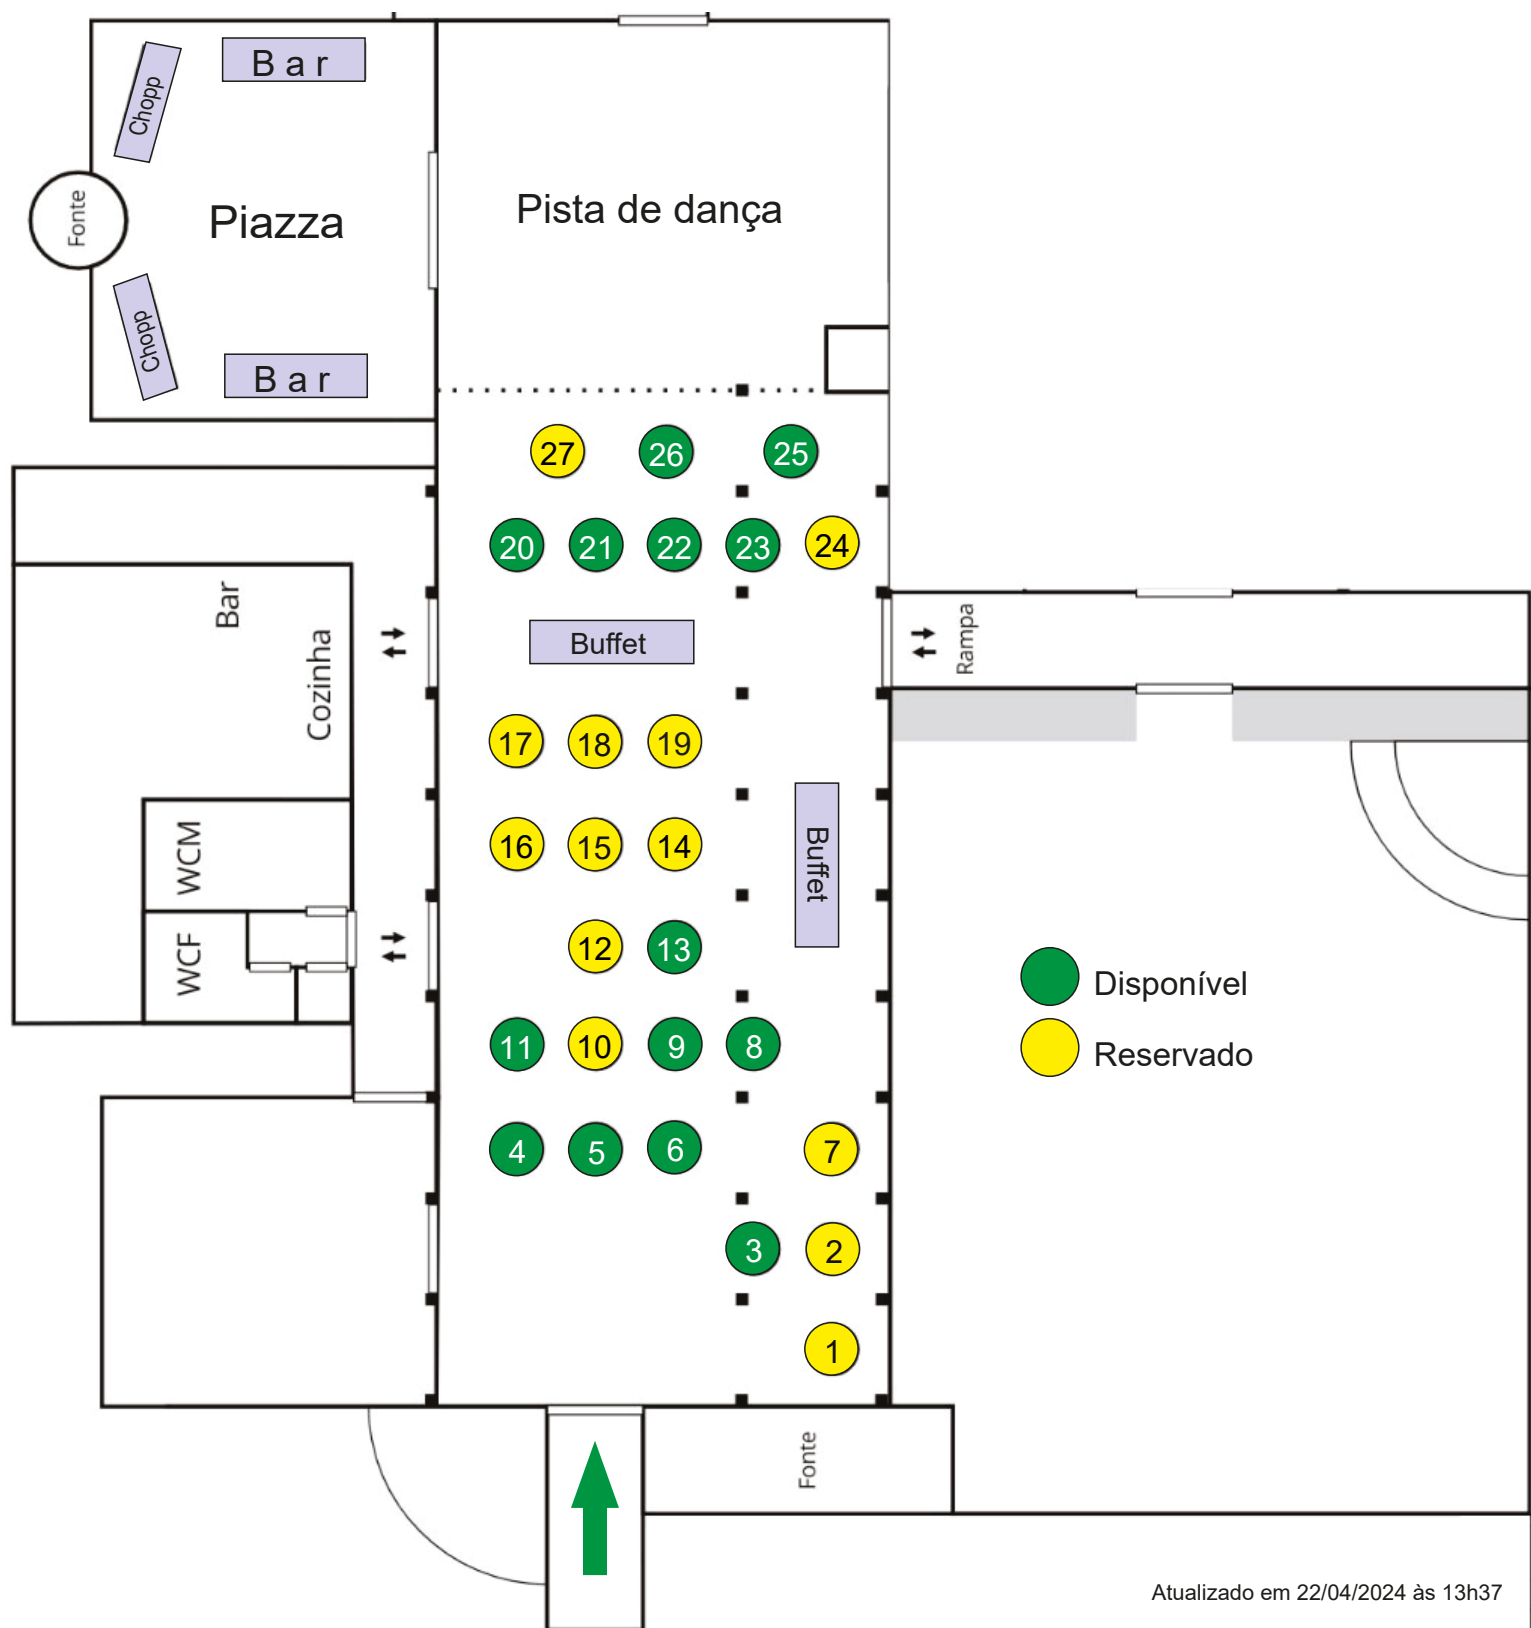 Bar
Chopp
Fonte
Piazza
Pista de dança
Chopp
Bar
27
26
25
20
21
22
23
24
Bar
Buffet
Rampa
Cozinha
17
18
19
16
15
14
WCM
Buffet
12
13
WCF
Disponível
11
10
9
8
Reservado
4
5
6
7
3
2
1
Fonte
Atualizado em 22/04/2024 às 13h37